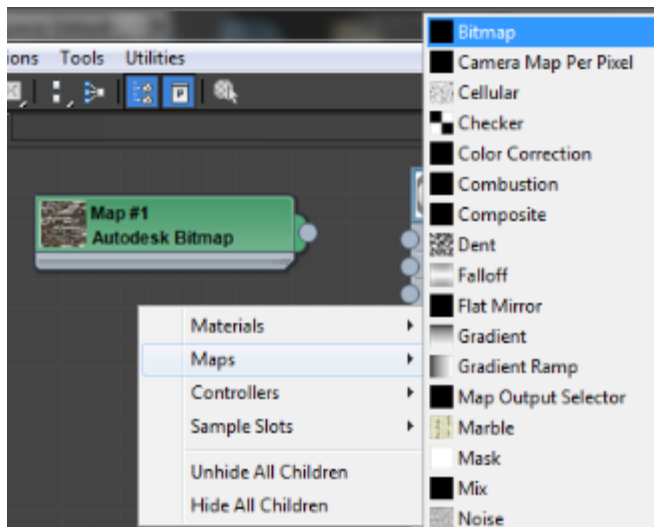 ions Tools Utilities
Map #1
Autodesk Bitmap
Materials
Maps
Controllers
Sample Slots
Unhide All Children
Hide All Children
Bitmap
Camera Map Per Pixel
Cellular
Checker
Color Correction
Combustion
Composite
Dent
Falloff
Flat Mirror
Gradient
Gradient Ramp
Map Output Selector
Marble
Mask
Mix
Noise